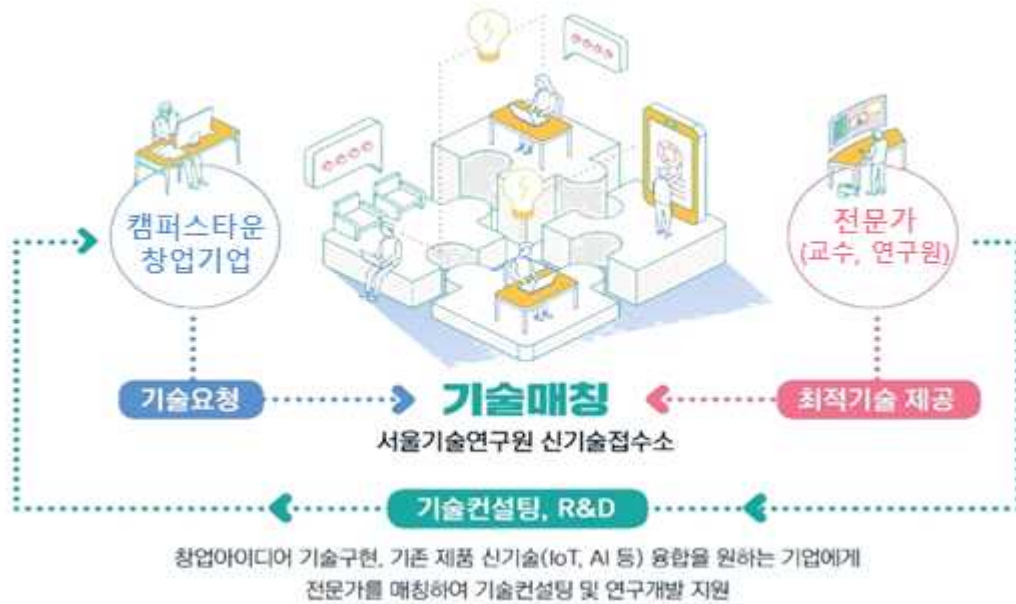 캠퍼스타운
창업기업
전문가
(교수, 연구원)
기술요청
기술매칭
최적기술 제공
서울기술연구원 신기술접수소
기술컨설팅, R&D
창업아이디어 기술구현, 기존 제품 신기술(IoT, AI 등) 융합을 원하는 기업에게
전문가를 매칭하여 기술컨설팅 및 연구개발 지원